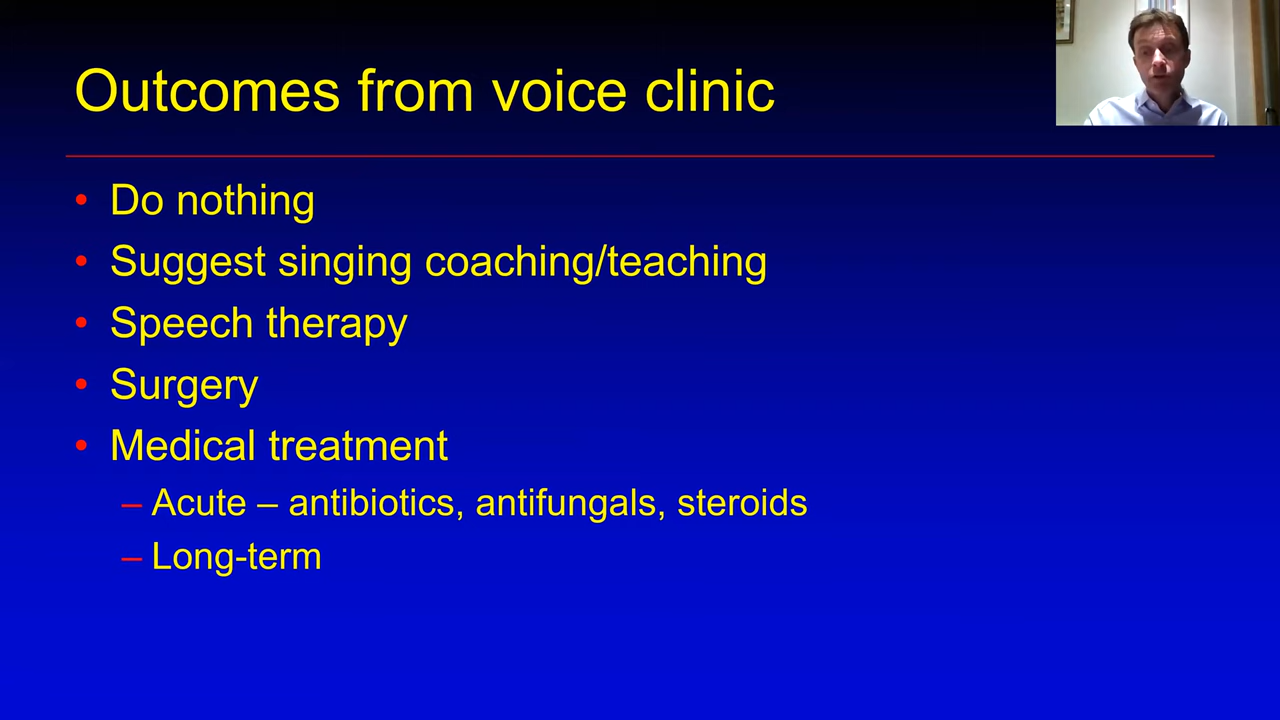 Outcomes from voice clinic
• Do nothing
• Suggest singing coaching/teaching
• Speech therapy
• Surgery
• Medical treatment
– Acute – antibiotics, antifungals, steroids
– Long-term